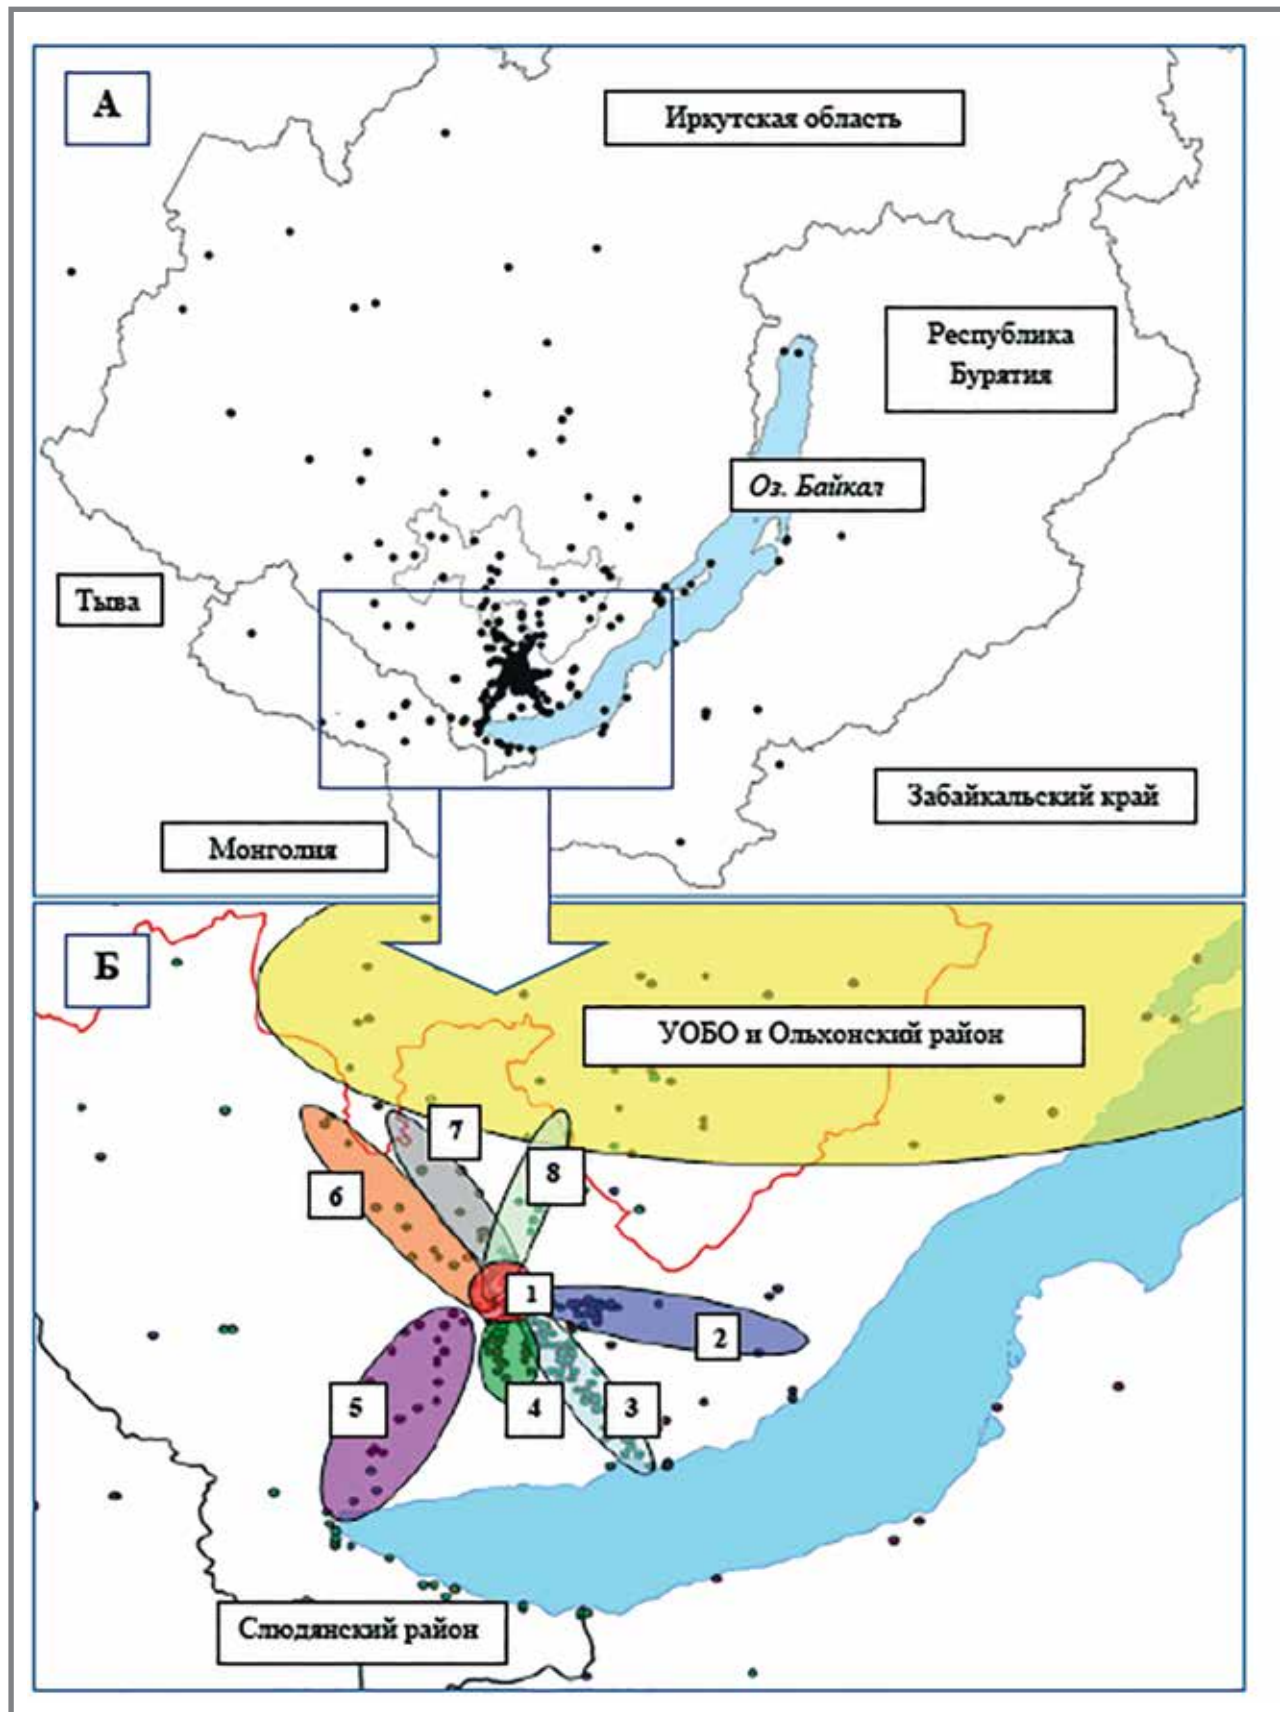 А
Иркутская область
Республика
Бурятия
Оз. Байкал
Тыва
Забайкальский край
Монголия
Б
УОБО и Ольхонский район
7
8
6
1
2
5
4
3
Слюдянский район